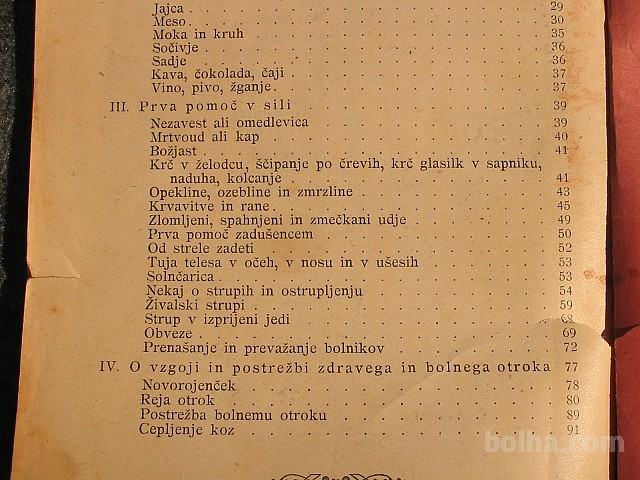 Jajca . . . . . . . . . . . . . . . . 29
Meso . . . . . . . . . . . . . . . . 30
Moka in kruh . . . . . . . . . . . . . 35
Sočivje . . . . . . . . . . . . . . . 36
Sadje . . . . . . . . . . . . . . . . 36
Kava, čokolada, čaji . . . . . . . . . . 37
Vino, pivo, žganje . . . . . . . . . . . 37
III. Prva pomoč v sili . . . . . . . . . . 39
Nezavest ali omedlevica . . . . . . . . . 39
Mrtvoud ali kap . . . . . . . . . . . . 40
Božjast . . . . . . . . . . . . . . . 41
Krč v želodcu, ščipanje po črevih, krč glasilk v sapniku,
naduha, kolcanje . . . . . . . . . . . 41
Opekline, ozebline in zmrzline . . . . . . . 43
Krvavitve in rane . . . . . . . . . . . 45
Zlomljeni, spahnjeni in zmečkani udje . . . . . 49
Prva pomoč zadušencem . . . . . . . . . 50
Od strele zadeti . . . . . . . . . . . . 52
Tuja telesa v očeh, v nosu in v ušesih . . . . . 53
Solnčarica . . . . . . . . . . . . . . 53
Nekaj o strupih in ostrupljenju . . . . . . . 54
Živalski strupi . . . . . . . . . . . . 59
Strup v izprijeni jedi . . . . . . . . . . 68
Obveze . . . . . . . . . . . . . . . 69
Prenašanje in prevažanje bolnikov . . . . . . 72
IV. O vzgoji in postrežbi zdravega in bolnega otroka 77
Novorojenček . . . . . . . . . . . . . 78
Reja otrok . . . . . . . . . . . . . . 80
Postrežba bolnemu otroku . . . . . . . . . 89
Cepljenje koz . . . . . . . . . . . . . 91
bolha.com